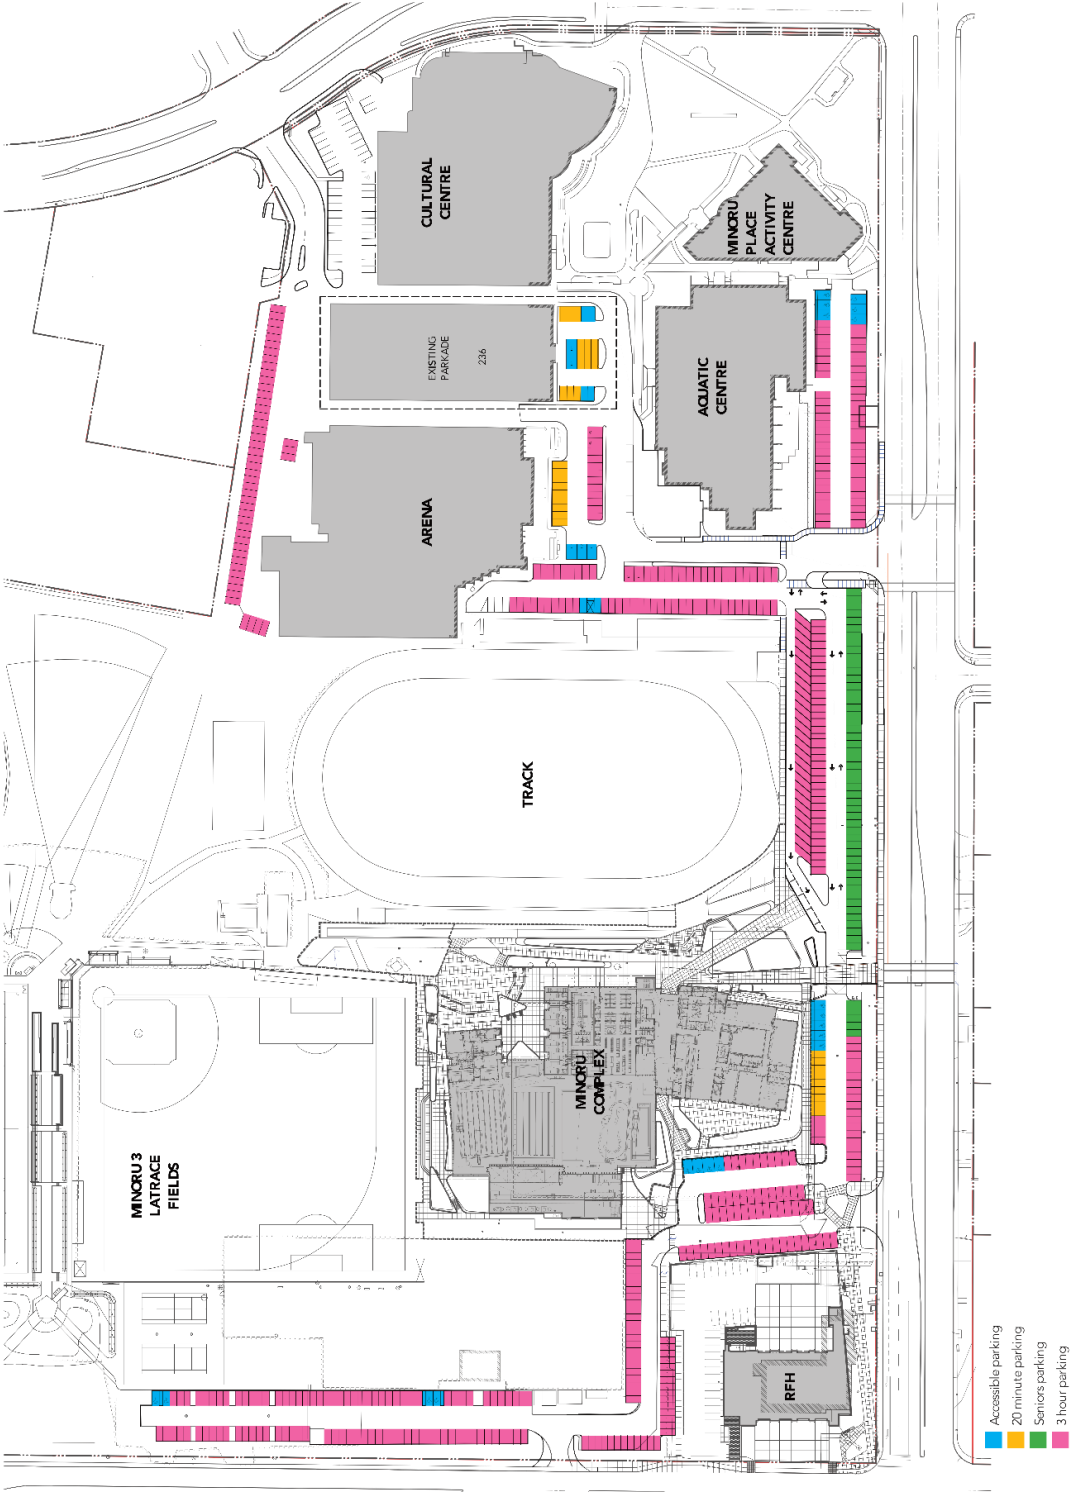 CULTURAL
CENTRE
MINORU
PLACE
ACTIVITY
CENTRE
EXISTING
PARKADE
236
AQUATIC
CENTRE
ARENA
TRACK
MINORU
COMPLEX
MINORU 3
LATRACE
FIELDS
RFH
Accessible parking
20 minute parking
Seniors parking
3 hour parking